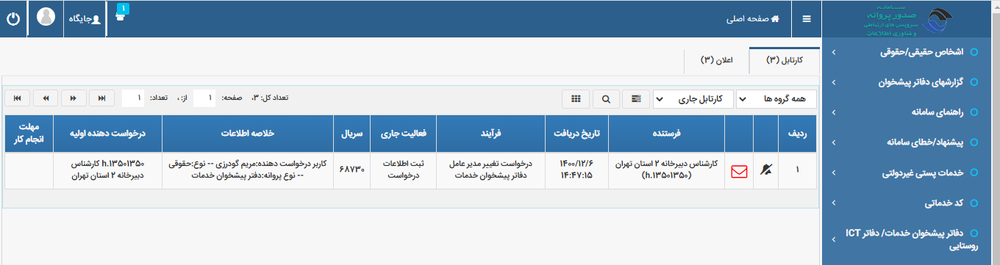 سامانه
صدور پروانه
سرویس های ارتباطی
و فناوری اطلاعات
صفحه اصلی
جایگاه
۱
اشخاص حقیقی/حقوقی
گزارشهای دفاتر پیشخوان
راهنمای سامانه
پیشنهاد/خطای سامانه
خدمات پستی غیردولتی
کد خدماتی
دفاتر پیشخوان خدمات/ دفاتر ICT
روستایی
کارتابل (۳)
اعلان (۳)
همه گروه ها
کارتابل جاری
تعداد کل: ۳، صفحه: ۱ از: ، تعداد: ۱
ردیف
فرستنده
تاریخ دریافت
فرآیند
فعالیت جاری
سریال
خلاصه اطلاعات
درخواست دهنده اولیه
مهلت
انجام کار
۱
کارشناس دبیرخانه ۲ استان تهران
(h.۱۳۵۰۱۳۵۰)
۱۴۰۰/۱۲/۶
۱۴:۴۷:۱۵
درخواست تغییر مدیر عامل
دفاتر پیشخوان خدمات
ثبت اطلاعات
درخواست
۶۸۷۳۰
کاربر درخواست دهنده:مریم گودرزی -- نوع:حقوقی
-- نوع پروانه:دفتر پیشخوان خدمات
h.۱۳۵۰۱۳۵۰ کارشناس
دبیرخانه ۲ استان تهران